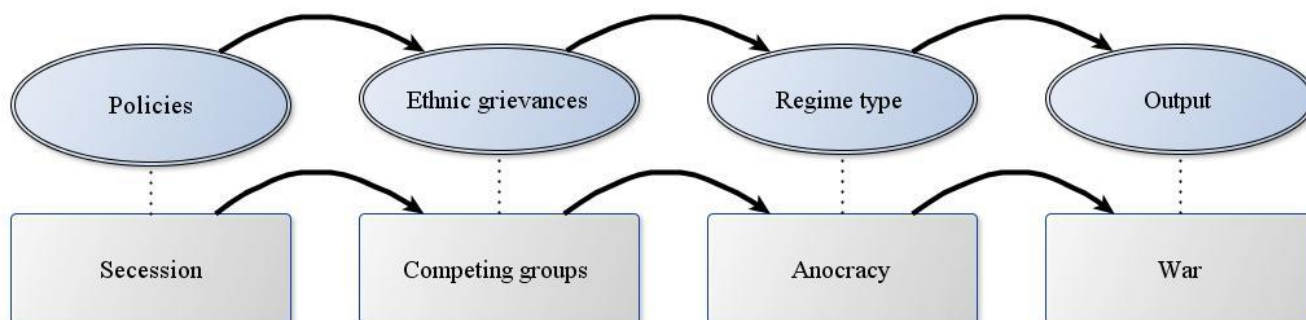 Policies
Ethnic grievances
Regime type
Output
Secession
Competing groups
Anocracy
War